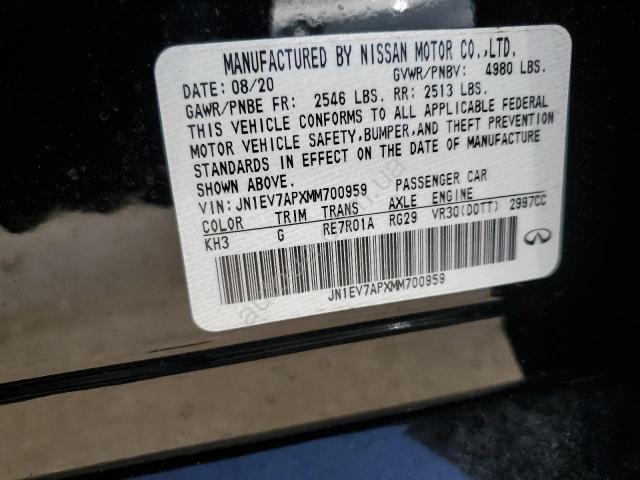 MANUFACTURED BY NISSAN MOTOR CO.,LTD.
DATE: 08/20 GVWR/PNBV: 4980 LBS.
GAWR/PNBE FR: 2546 LBS. RR: 2513 LBS.
THIS VEHICLE CONFORMS TO ALL APPLICABLE FEDERAL
MOTOR VEHICLE SAFETY,BUMPER,AND THEFT PREVENTION
STANDARDS IN EFFECT ON THE DATE OF MANUFACTURE
SHOWN ABOVE.
VIN: JN1EV7APXMM700959 PASSENGER CAR
COLOR TRIM TRANS AXLE ENGINE
KH3 G RE7R01A RG29 VR30(DDTT) 2997CC
JN1EV7APXMM700959